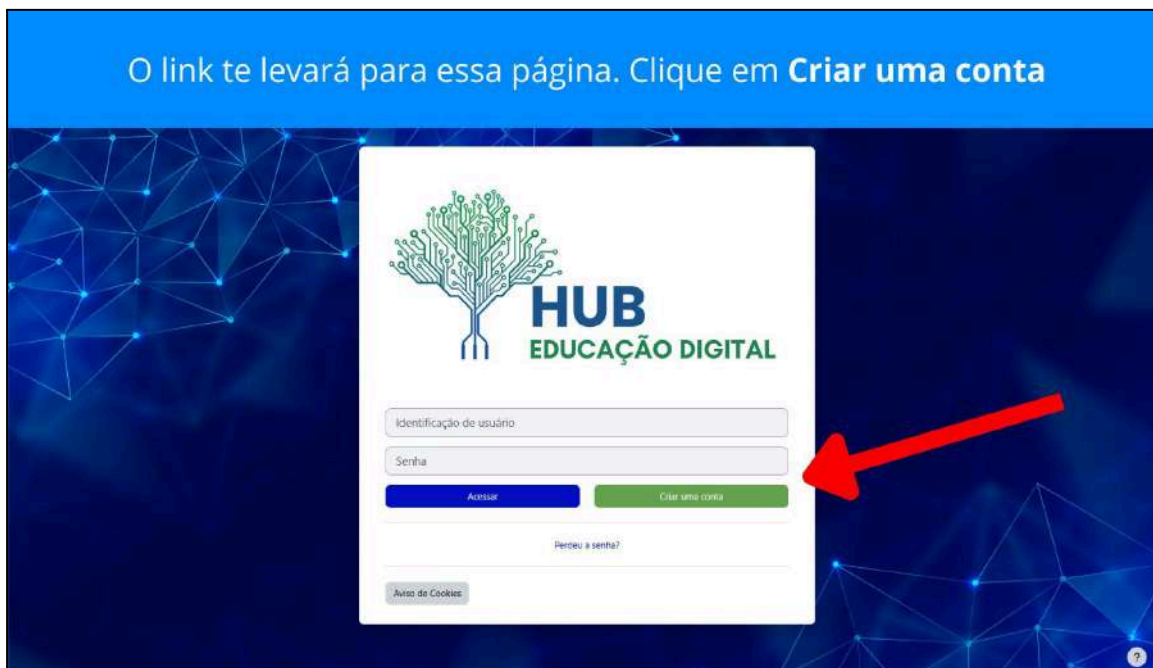 O link te levará para essa página. Clique em Criar uma conta
HUB
EDUCAÇÃO DIGITAL
Identificação de usuário
Senha
Acessar
Criar uma conta
Perdeu a senha?
Aviso de Cookies
?